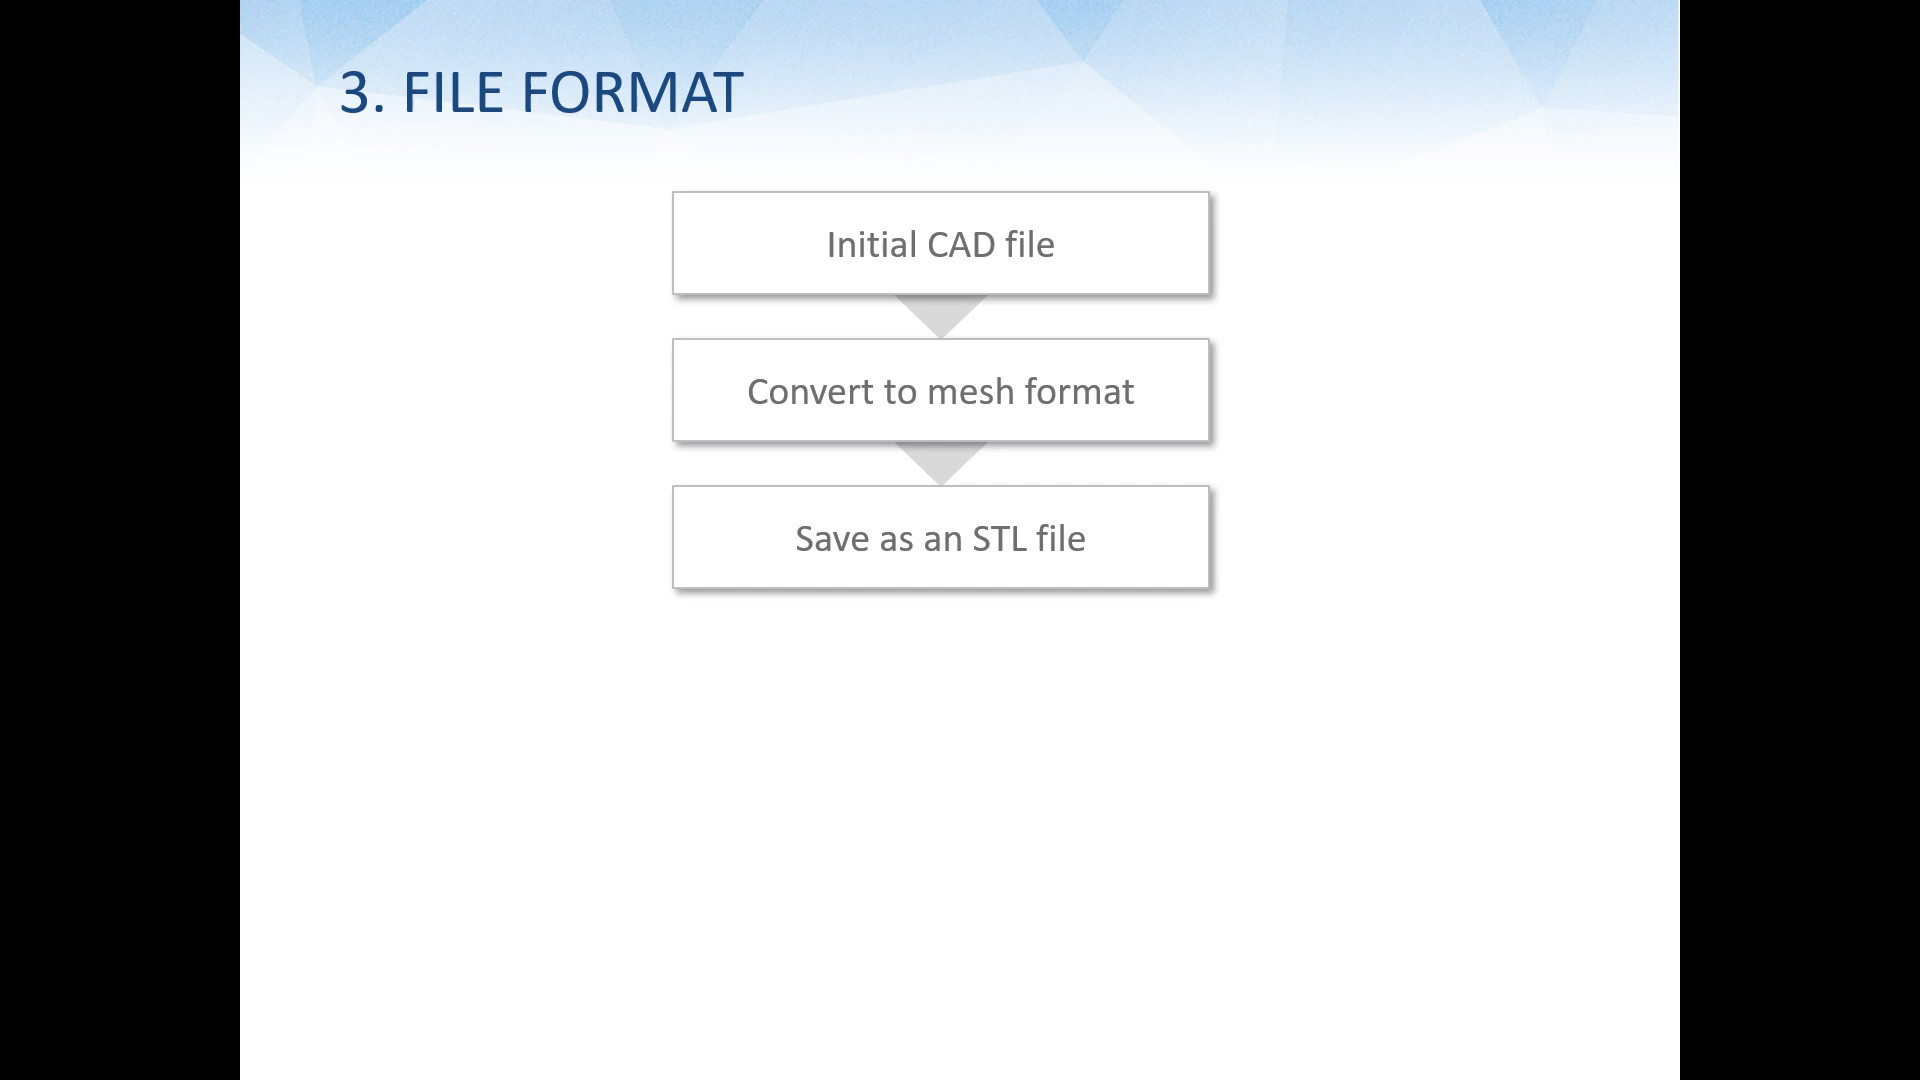 3. FILE FORMAT
Initial CAD file
Convert to mesh format
Save as an STL file